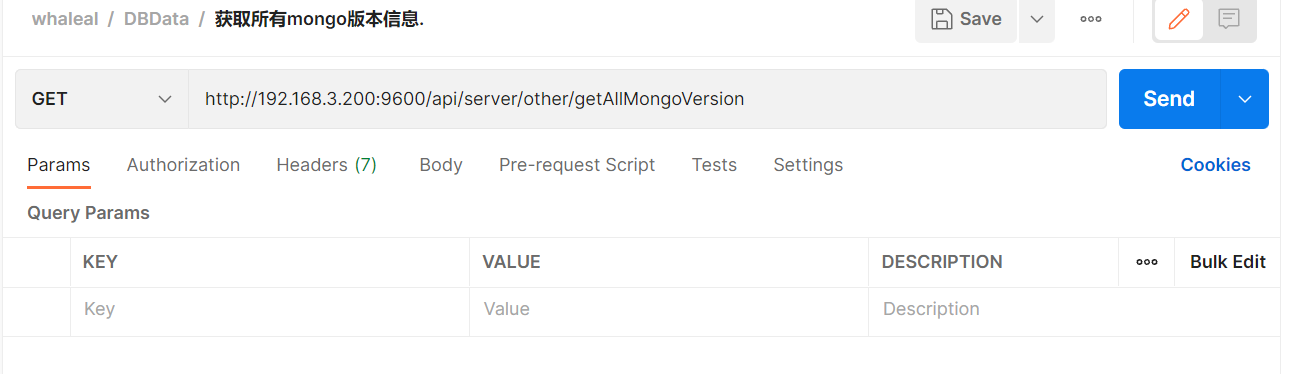 whaleal / DBData / 获取所有mongo版本信息.
Save
GET
http://192.168.3.200:9600/api/server/other/getAllMongoVersion
Send
Params Authorization Headers (7) Body Pre-request Script Tests Settings Cookies
Query Params
KEY VALUE DESCRIPTION Bulk Edit
Key Value Description